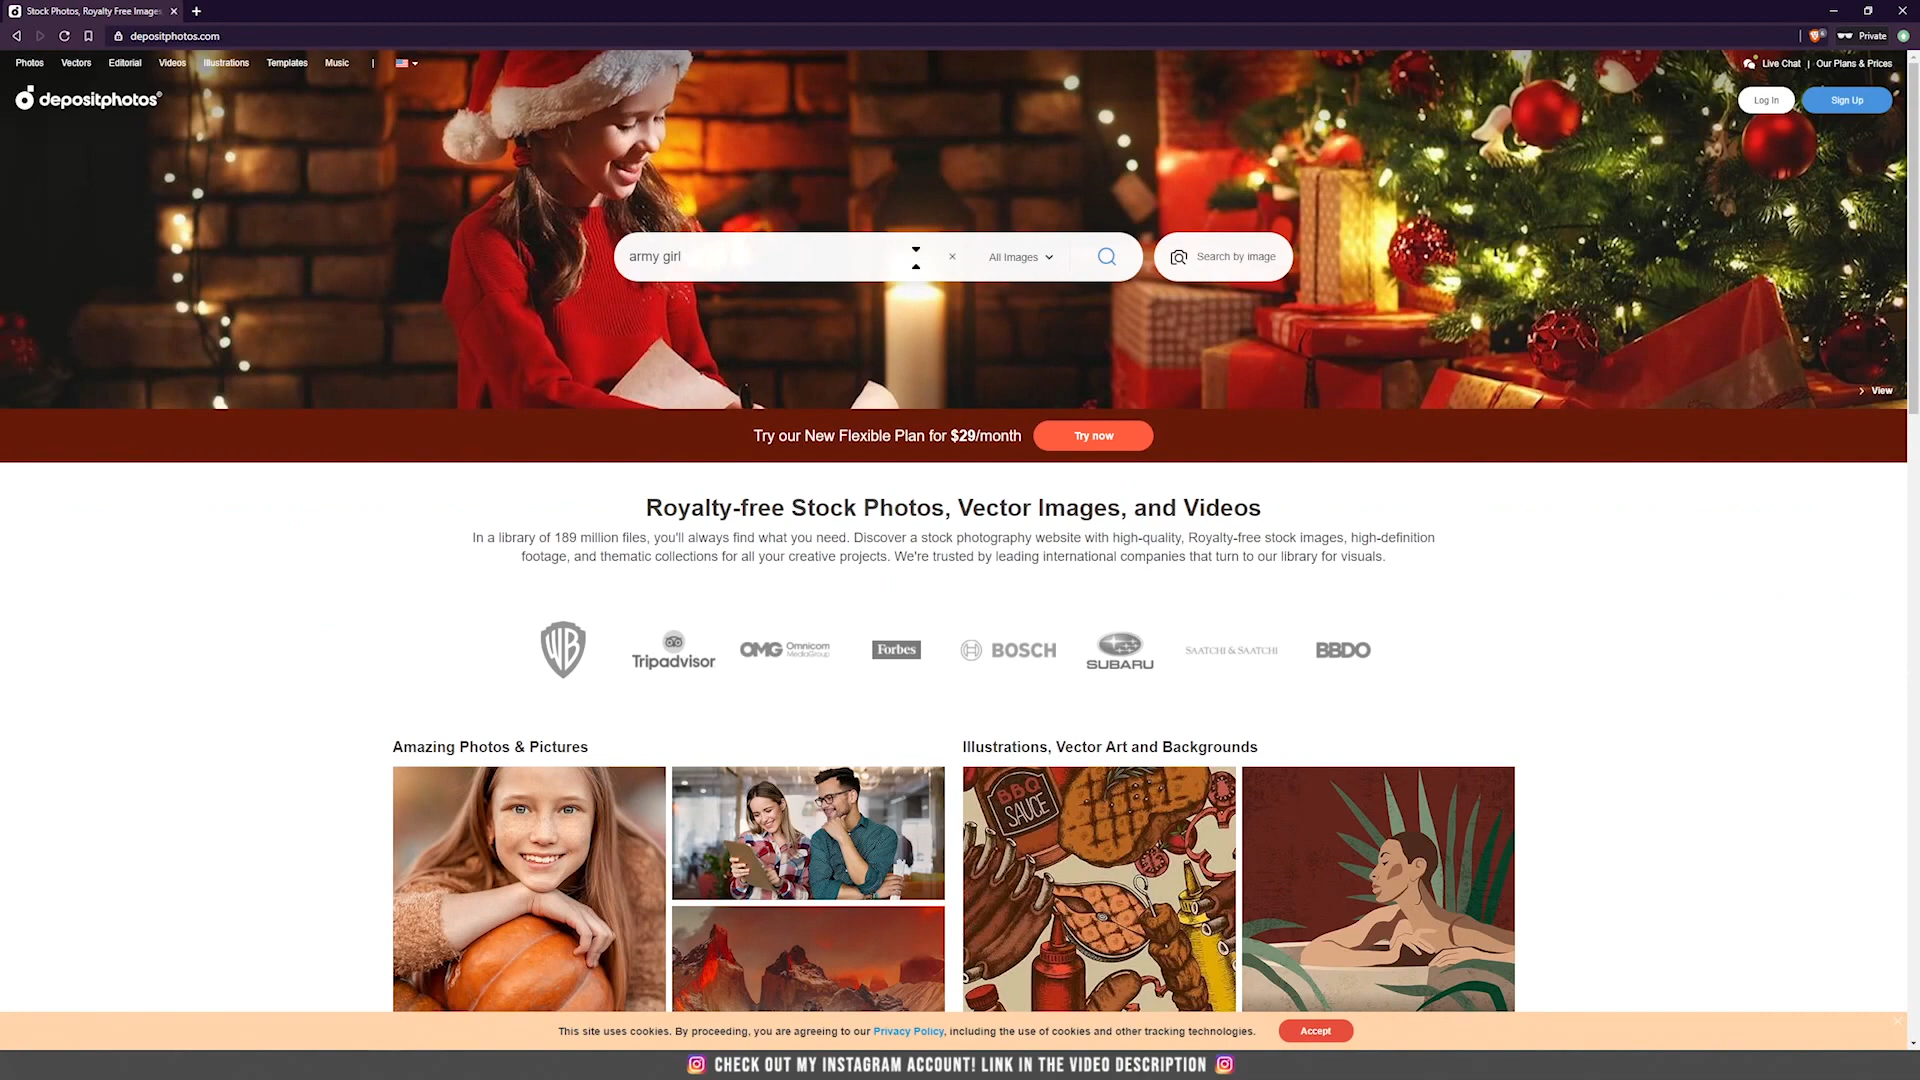 Stock Photos, Royalty Free Images
depositphotos.com
Private
Photos Vectors Editorial Videos Illustrations Templates Music |
Live Chat | Our Plans & Prices
depositphotos®
Log In
Sign Up
army girl
All Images
Search by image
View
Try our New Flexible Plan for $29/month
Try now
Royalty-free Stock Photos, Vector Images, and Videos
In a library of 189 million files, you'll always find what you need. Discover a stock photography website with high-quality, Royalty-free stock images, high-definition
footage, and thematic collections for all your creative projects. We're trusted by leading international companies that turn to our library for visuals.
WB
Tripadvisor
OMG Omnicom
MediaGroup
Forbes
BOSCH
SUBARU
SAATCHI & SAATCHI
BBDO
Amazing Photos & Pictures
Illustrations, Vector Art and Backgrounds
BBQ
SAUCE
This site uses cookies. By proceeding, you are agreeing to our Privacy Policy, including the use of cookies and other tracking technologies.
Accept
CHECK OUT MY INSTAGRAM ACCOUNT! LINK IN THE VIDEO DESCRIPTION